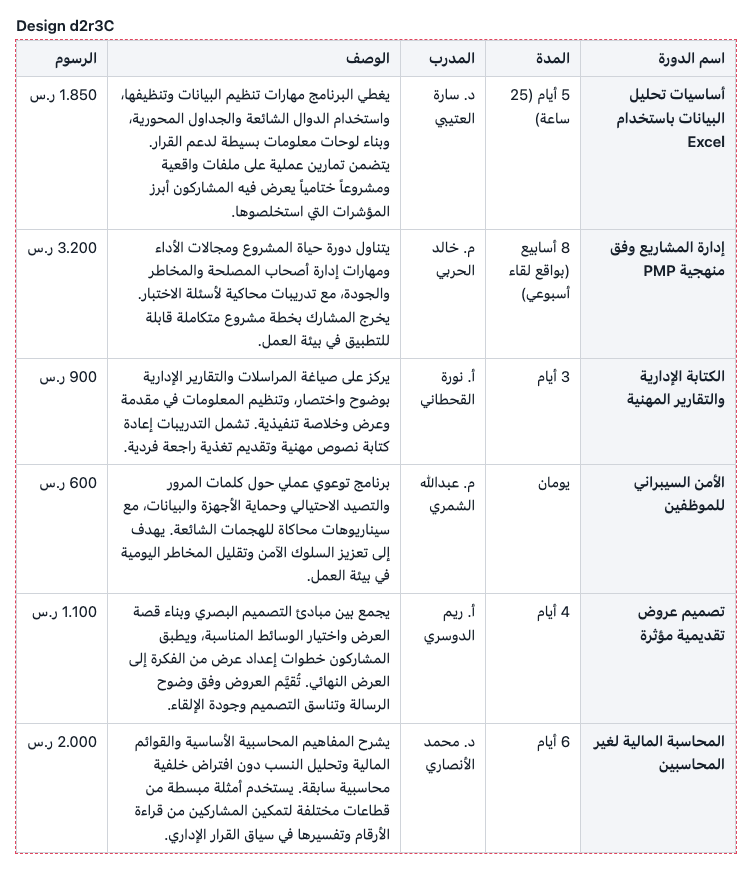 Design d2r3C
اسم الدورة
المدة
المدرب
الوصف
الرسوم
أساسيات تحليل
البيانات باستخدام
Excel
5 أيام (25
ساعة)
د. سارة
العتيبي
يغطي البرنامج مهارات تنظيم البيانات وتنظيفها،
واستخدام الدوال الشائعة والجداول المحورية،
وبناء لوحات معلومات بسيطة لدعم القرار.
يتضمن تمارين عملية على ملفات واقعية
ومشروعاً ختامياً يعرض فيه المشاركون أبرز
المؤشرات التي استخلصوها.
1.850 ر.س
إدارة المشاريع وفق
منهجية PMP
8 أسابيع
(بواقع لقاء
أسبوعي)
م. خالد
الحربي
يتناول دورة حياة المشروع ومجالات الأداء
ومهارات إدارة أصحاب المصلحة والمخاطر
والجودة، مع تدريبات محاكية لأسئلة الاختبار.
يخرج المشارك بخطة مشروع متكاملة قابلة
للتطبيق في بيئة العمل.
3.200 ر.س
الكتابة الإدارية
والتقارير المهنية
3 أيام
أ. نورة
القحطاني
يركز على صياغة المراسلات والتقارير الإدارية
بوضوح واختصار، وتنظيم المعلومات في مقدمة
وعرض وخلاصة تنفيذية. تشمل التدريبات إعادة
كتابة نصوص مهنية وتقديم تغذية راجعة فردية.
900 ر.س
الأمن السيبراني
للموظفين
يومان
م. عبدالله
الشمري
برنامج توعوي عملي حول كلمات المرور
والتصيد الاحتيالي وحماية الأجهزة والبيانات، مع
سيناريوهات محاكاة للهجمات الشائعة. يهدف
إلى تعزيز السلوك الآمن وتقليل المخاطر اليومية
في بيئة العمل.
600 ر.س
تصميم عروض
تقديمية مؤثرة
4 أيام
أ. ريم
الدوسري
يجمع بين مبادئ التصميم البصري وبناء قصة
العرض واختيار الوسائط المناسبة، ويطبق
المشاركون خطوات إعداد عرض من الفكرة إلى
العرض النهائي. تُقيَّم العروض وفق وضوح
الرسالة وتناسق التصميم وجودة الإلقاء.
1.100 ر.س
المحاسبة المالية لغير
المحاسبين
6 أيام
د. محمد
الأنصاري
يشرح المفاهيم المحاسبية الأساسية والقوائم
المالية وتحليل النسب دون افتراض خلفية
محاسبية سابقة. يستخدم أمثلة مبسطة من
قطاعات مختلفة لتمكين المشاركين من قراءة
الأرقام وتفسيرها في سياق القرار الإداري.
2.000 ر.س